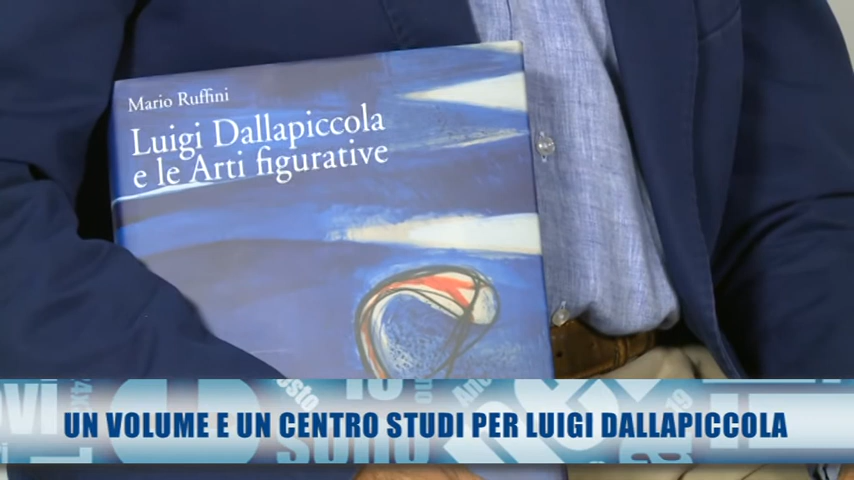 Mario Ruffini
Luigi Dallapiccola
e le Arti figurative
UN VOLUME E UN CENTRO STUDI PER LUIGI DALLAPICCOLA